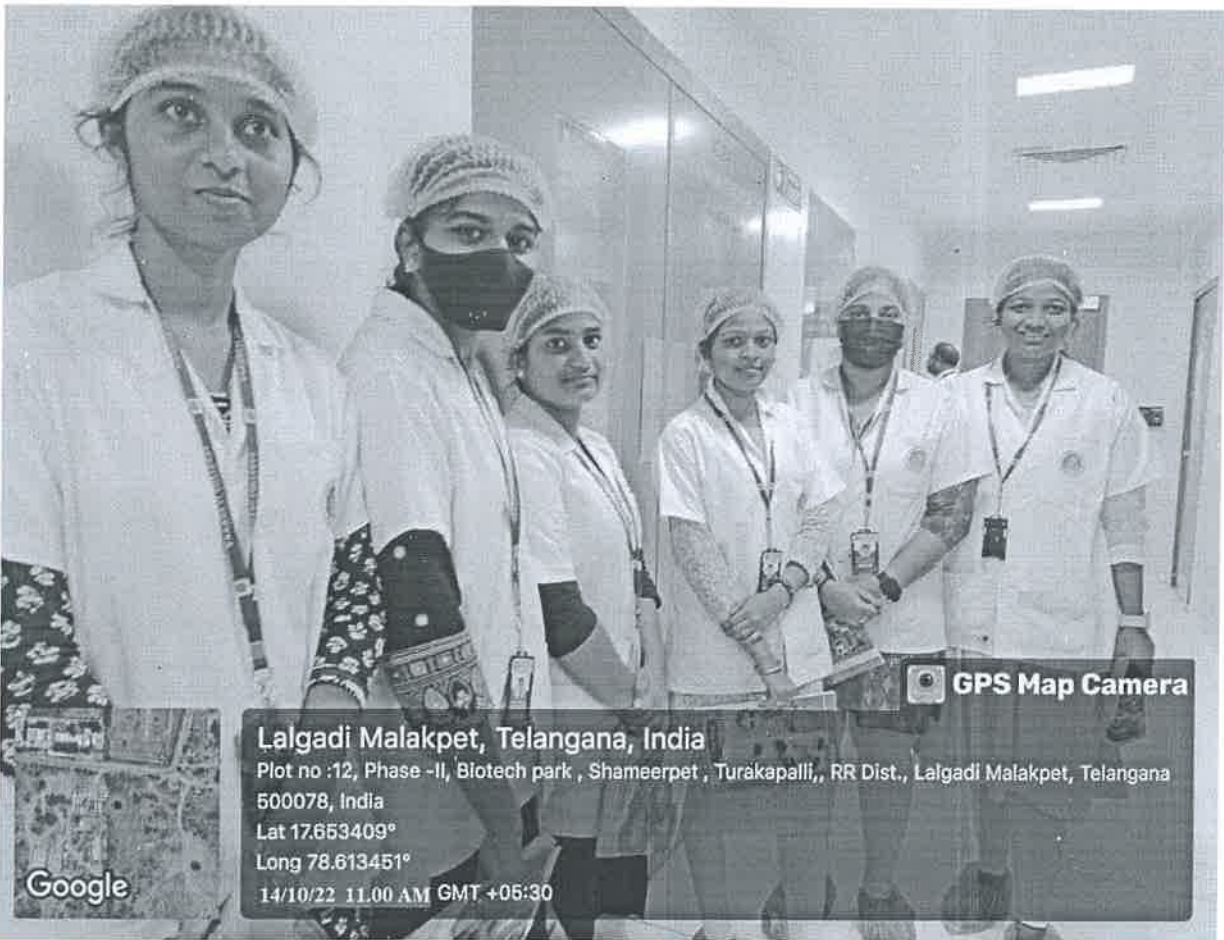 GPS Map Camera
Lalgadi Malakpet, Telangana, India
Plot no :12, Phase -II, Biotech park , Shameerpet , Turakapalli,, RR Dist., Lalgadi Malakpet, Telangana
500078, India
Lat 17.653409°
Long 78.613451°
14/10/22 11.00 AM GMT +05:30
Google